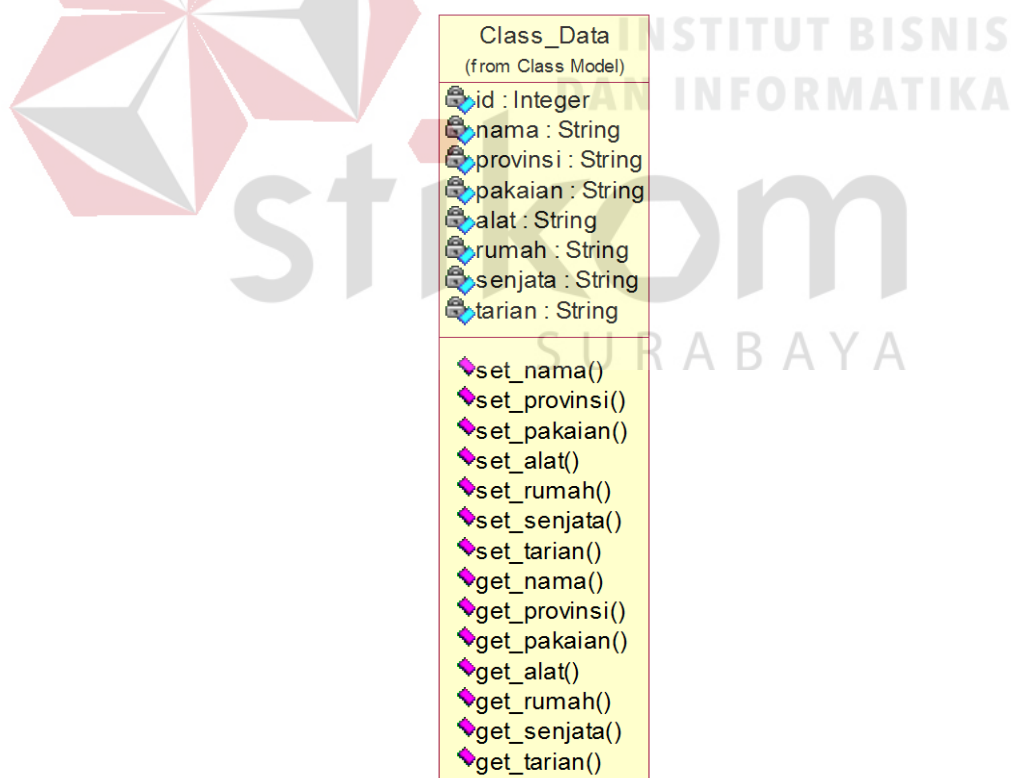 INSTITUT BISNIS
DAN INFORMATIKA
stikom
SURABAYA
Class_Data
(from Class Model)
id : Integer
nama : String
provinsi : String
pakaian : String
alat : String
rumah : String
senjata : String
tarian : String
set_nama()
set_provinsi()
set_pakaian()
set_alat()
set_rumah()
set_senjata()
set_tarian()
get_nama()
get_provinsi()
get_pakaian()
get_alat()
get_rumah()
get_senjata()
get_tarian()